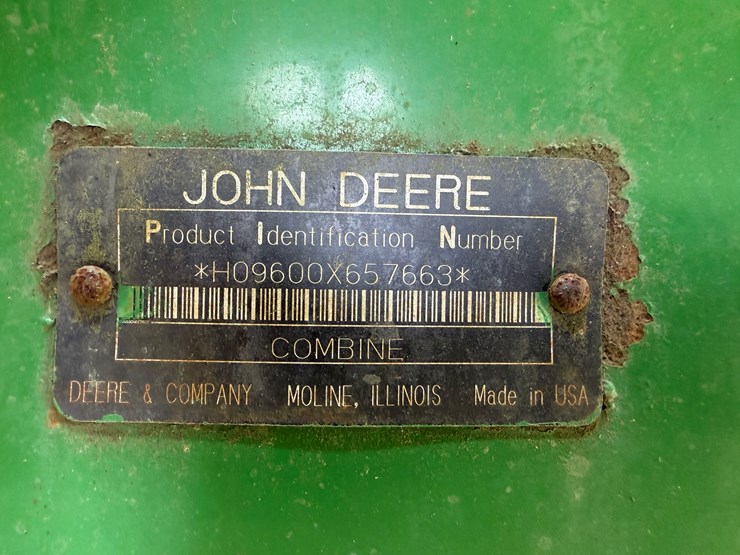 JOHN DEERE
Product Identification Number
*H09600X657663*
COMBINE
DEERE & COMPANY MOLINE, ILLINOIS Made in USA